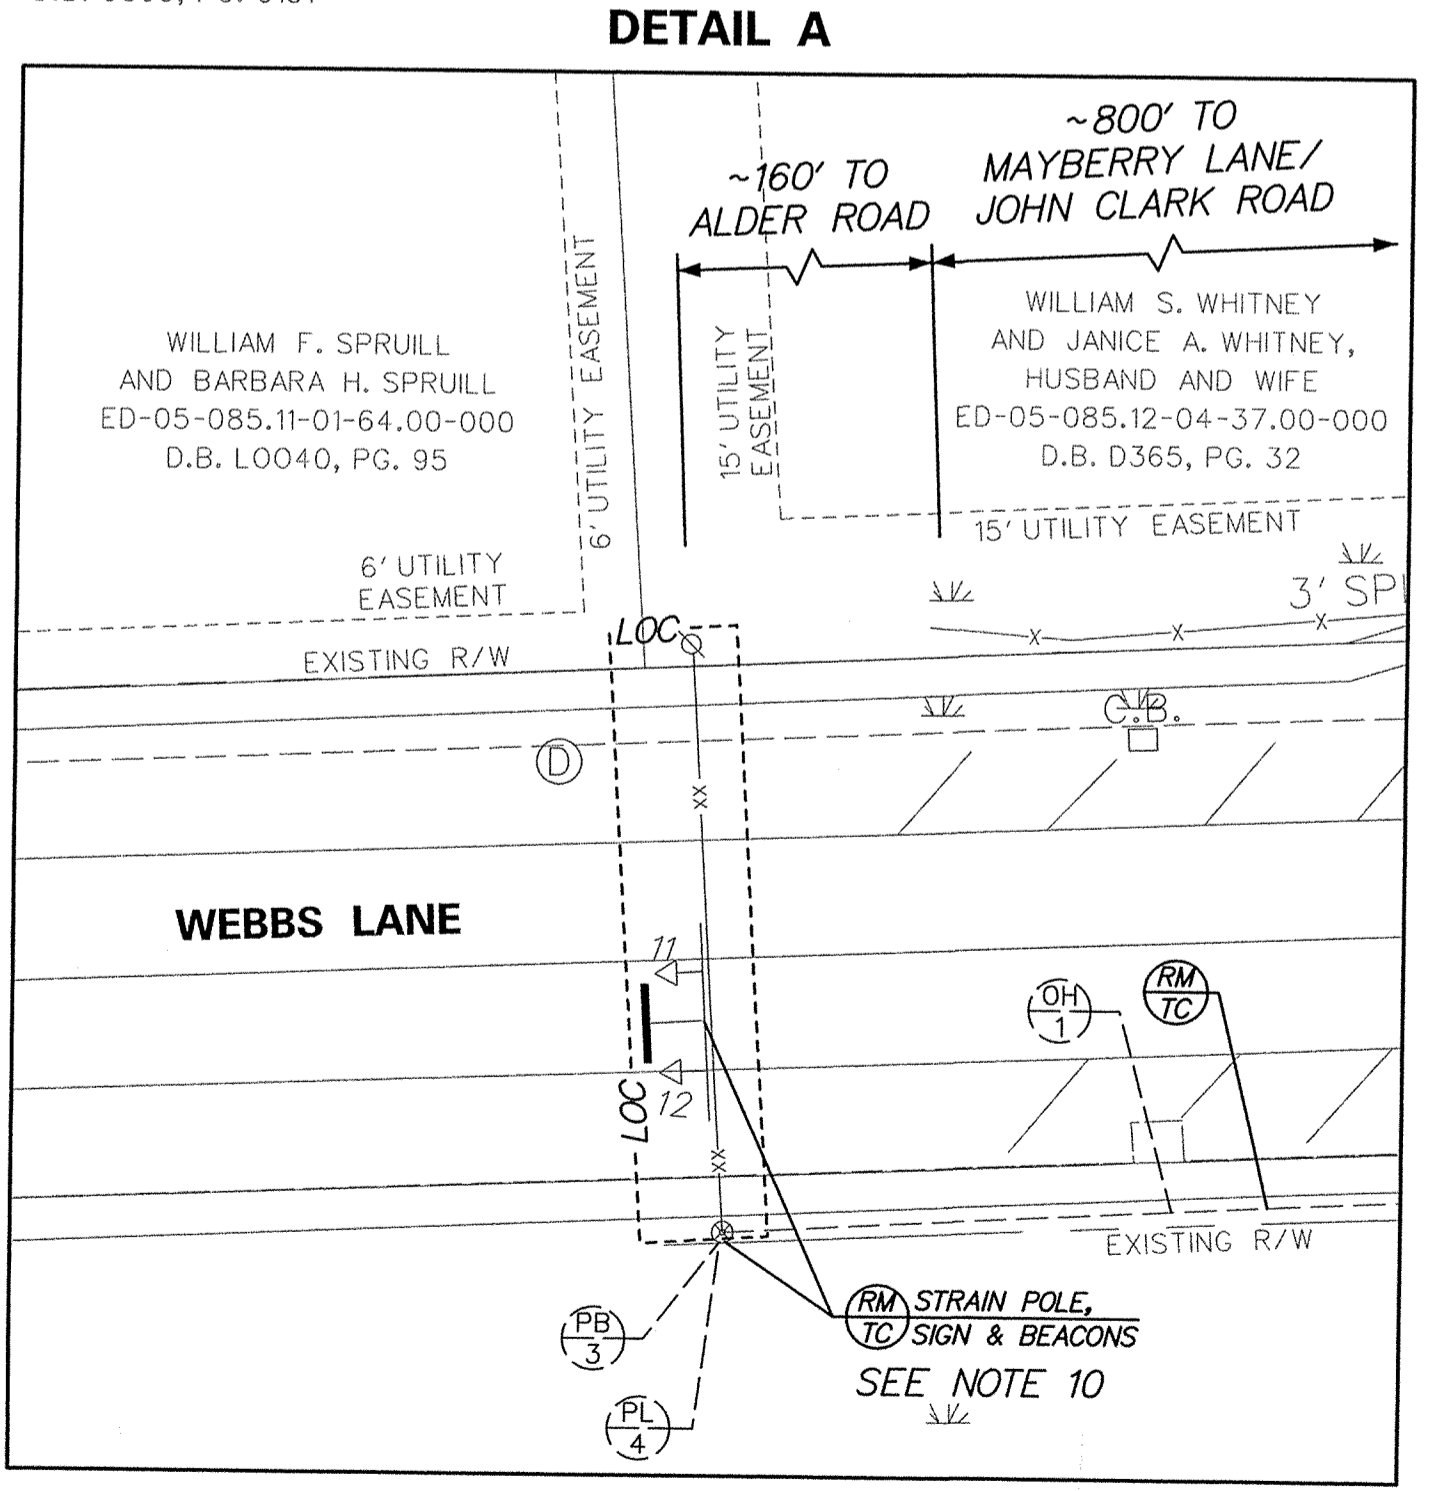 DETAIL A
~800' TO
MAYBERRY LANE/
JOHN CLARK ROAD
~160' TO
ALDER ROAD
WILLIAM F. SPRUILL
AND BARBARA H. SPRUILL
ED-05-085.11-01-64.00-000
D.B. L0040, PG. 95
6' UTILITY EASEMENT
15' UTILITY
EASEMENT
WILLIAM S. WHITNEY
AND JANICE A. WHITNEY,
HUSBAND AND WIFE
ED-05-085.12-04-37.00-000
D.B. D365, PG. 32
15' UTILITY EASEMENT
6' UTILITY
EASEMENT
3' SP
LOC
X X X
EXISTING R/W
C.B.
D
XX
WEBBS LANE
11
OH
1
RM
TC
12
LOC
XX
EXISTING R/W
PB
3
RM
TC
STRAIN POLE,
SIGN & BEACONS
SEE NOTE 10
PL
4